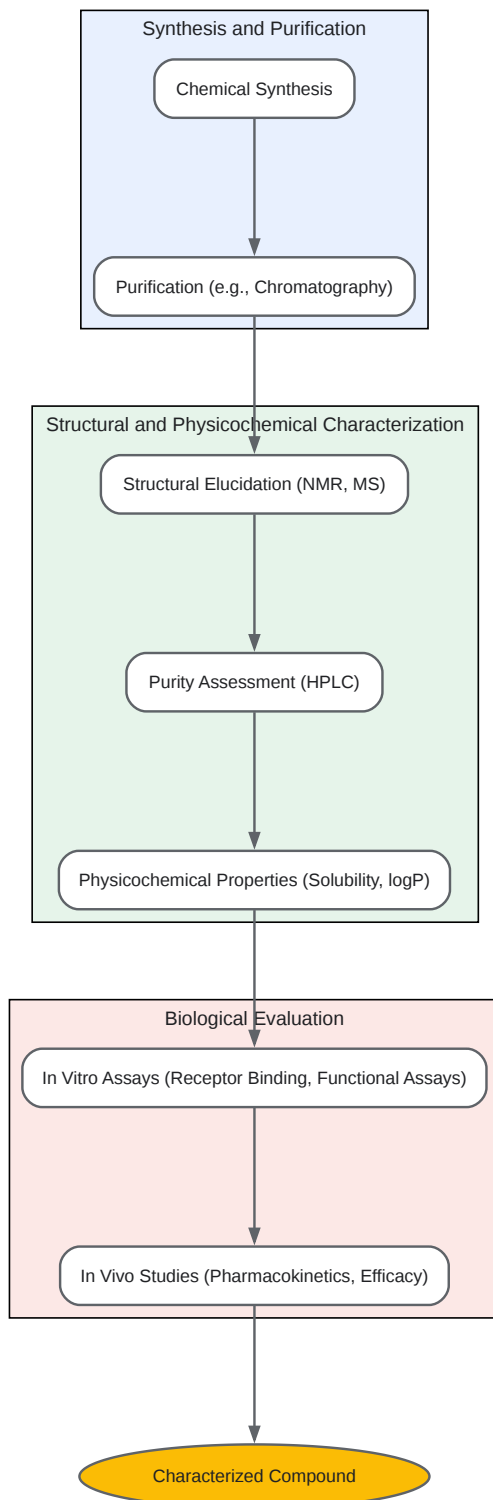 Synthesis and Purification
Chemical Synthesis
Purification (e.g., Chromatography)
Structural and Physicochemical Characterization
Structural Elucidation (NMR, MS)
Purity Assessment (HPLC)
Physicochemical Properties (Solubility, logP)
Biological Evaluation
In Vitro Assays (Receptor Binding, Functional Assays)
In Vivo Studies (Pharmacokinetics, Efficacy)
Characterized Compound